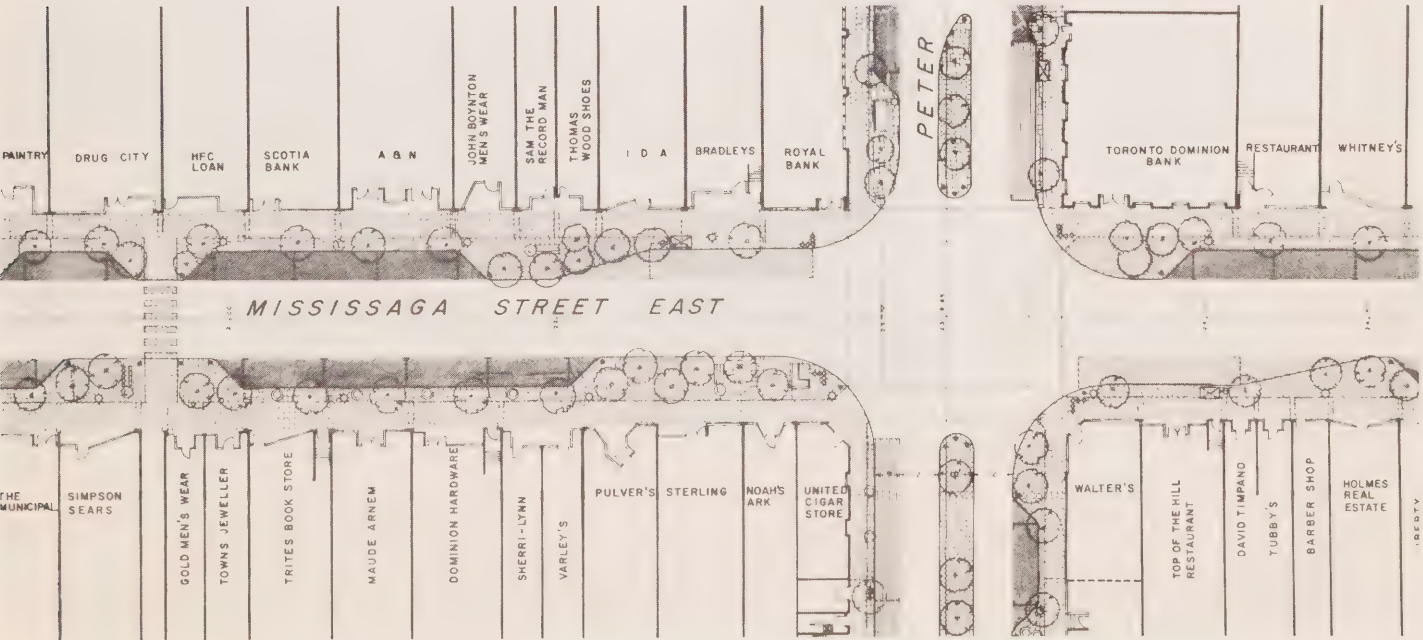 PAINTRY
DRUG CITY
HFC
LOAN
SCOTIA
BANK
A & N
JOHN BOYNTON
MEN'S WEAR
SAM THE
RECORD MAN
THOMAS
WOOD SHOES
I D A
BRADLEYS
ROYAL
BANK
PETER
TORONTO DOMINION
BANK
RESTAURANT
WHITNEY'S
MISSISSAGA STREET EAST
THE
MUNICIPAL
SIMPSON
SEARS
GOLD MEN'S WEAR
TOWNS JEWELLER
TRITES BOOK STORE
MAUDE ARNEM
DOMINION HARDWARE
SHERRI-LYNN
VARLEY'S
PULVER'S
STERLING
NOAH'S
ARK
UNITED
CIGAR
STORE
WALTER'S
TOP OF THE HILL
RESTAURANT
DAVID TIMPANO
TUBBY'S
BARBER SHOP
HOLMES
REAL
ESTATE